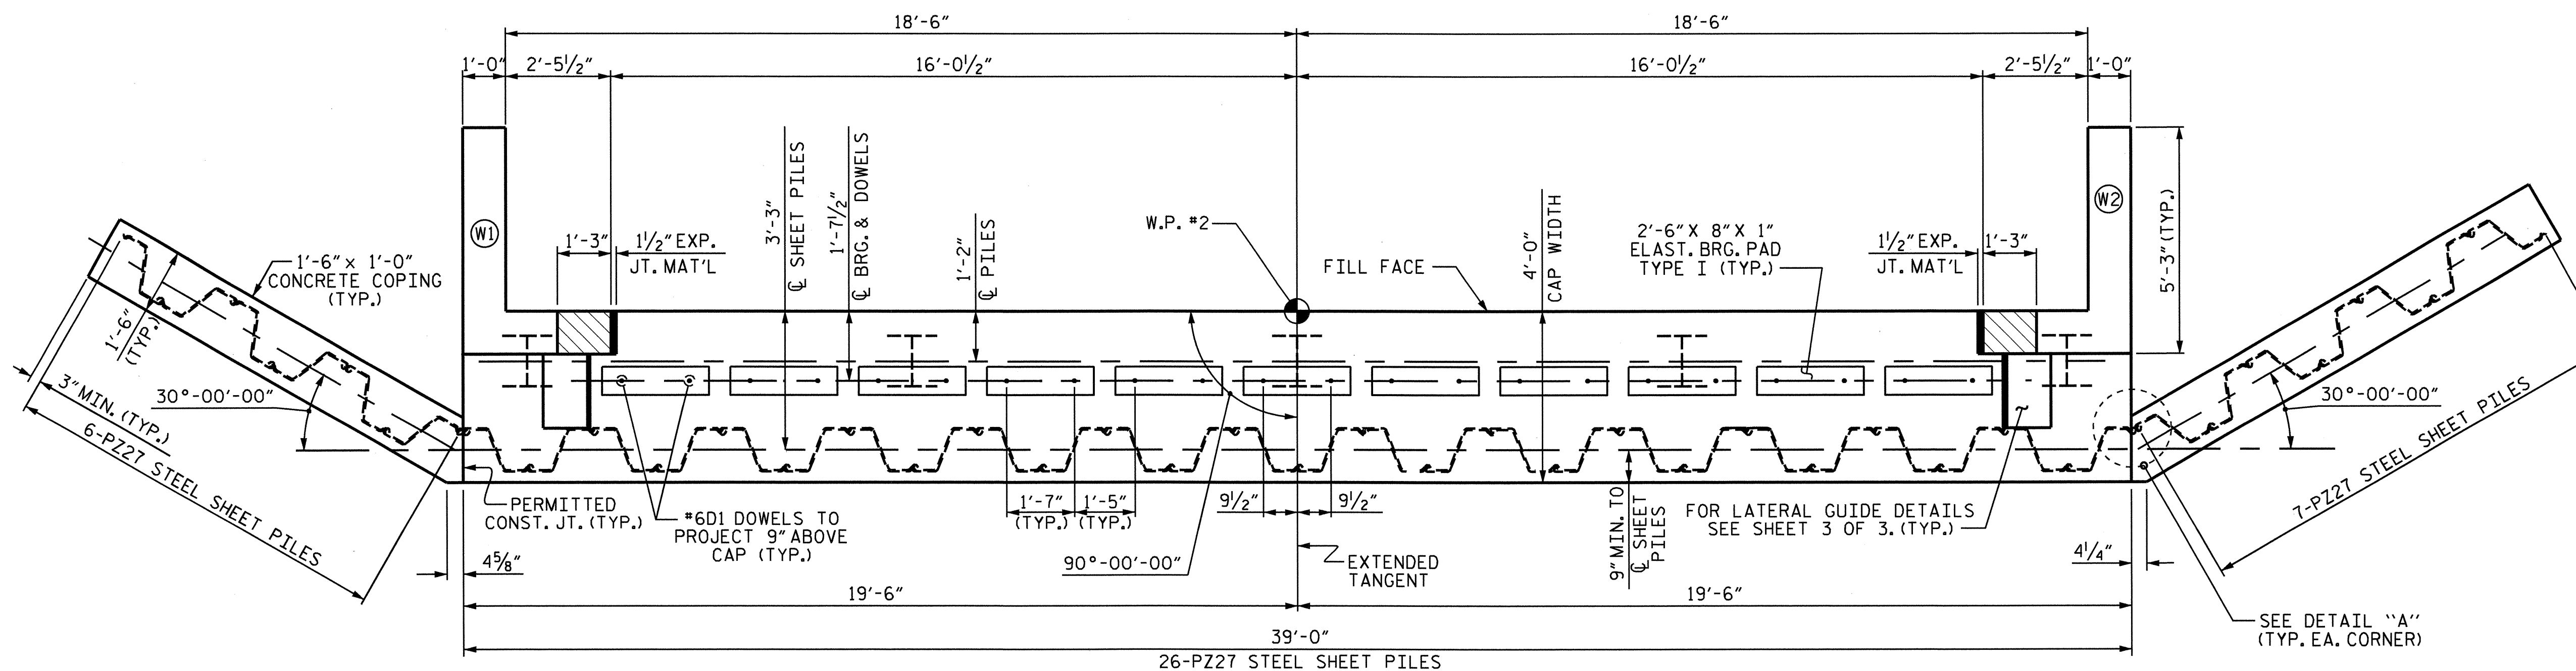 18'-6"
18'-6"
1'-0"
2'-5½"
16'-0½"
16'-0½"
2'-5½"
1'-0"
W1
W2
1'-6" x 1'-0"
CONCRETE COPING
(TYP.)
1'-6"
(TYP.)
1'-3"
1½" EXP.
JT. MAT'L
3'-3"
℄ SHEET PILES
1'-7½"
℄ BRG. & DOWELS
1'-2"
℄ PILES
W.P. #2
FILL FACE
4'-0"
CAP WIDTH
2'-6" X 8" X 1"
ELAST. BRG. PAD
TYPE I (TYP.)
1½" EXP.
JT. MAT'L
1'-3"
5'-3" (TYP.)
3" MIN. (TYP.)
6-PZ27 STEEL SHEET PILES
30°-00'-00"
30°-00'-00"
7-PZ27 STEEL SHEET PILES
PERMITTED
CONST. JT. (TYP.)
#6D1 DOWELS TO
PROJECT 9" ABOVE
CAP (TYP.)
1'-7"
(TYP.)
1'-5"
(TYP.)
9½"
9½"
90°-00'-00"
EXTENDED
TANGENT
9" MIN. TO
℄ SHEET
PILES
FOR LATERAL GUIDE DETAILS
SEE SHEET 3 OF 3. (TYP.)
4⅝"
4¼"
19'-6"
19'-6"
SEE DETAIL "A"
(TYP. EA. CORNER)
39'-0"
26-PZ27 STEEL SHEET PILES